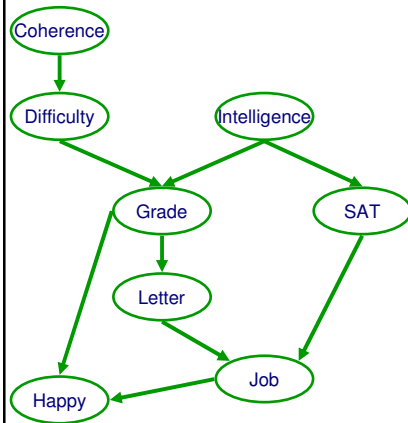 Coherence
Difficulty
Intelligence
Grade
SAT
Letter
Job
Happy